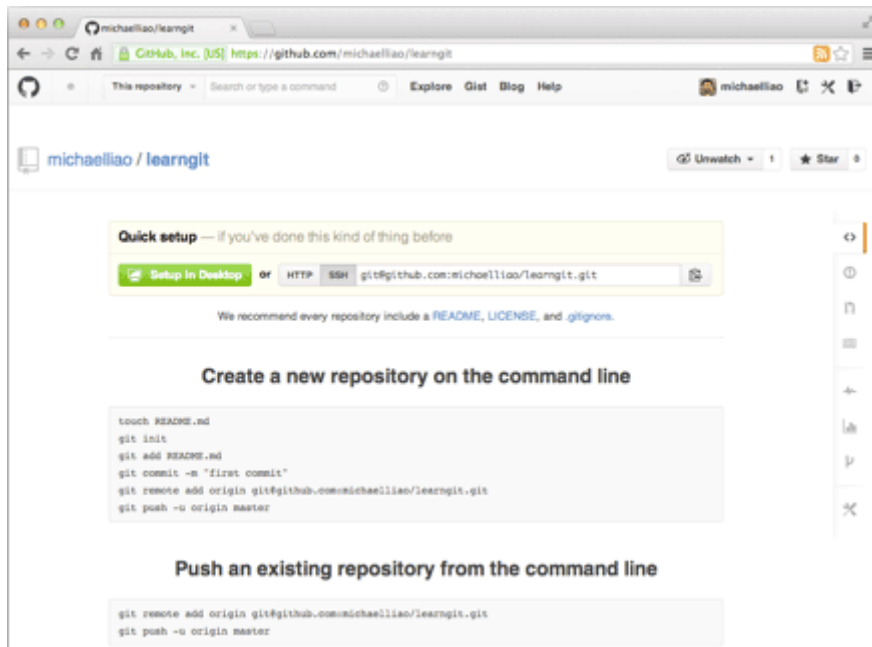 michaelliao/learngit
GitHub, Inc. [US] https://github.com/michaelliao/learngit
This repository Search or type a command Explore Gist Blog Help michaelliao
michaelliao / learngit Unwatch 1 Star 0
Quick setup — if you've done this kind of thing before
Setup in Desktop or HTTP SSH git@github.com:michaelliao/learngit.git
We recommend every repository include a README, LICENSE, and .gitignore.
Create a new repository on the command line
touch README.md
git init
git add README.md
git commit -m "first commit"
git remote add origin git@github.com:michaelliao/learngit.git
git push -u origin master
Push an existing repository from the command line
git remote add origin git@github.com:michaelliao/learngit.git
git push -u origin master